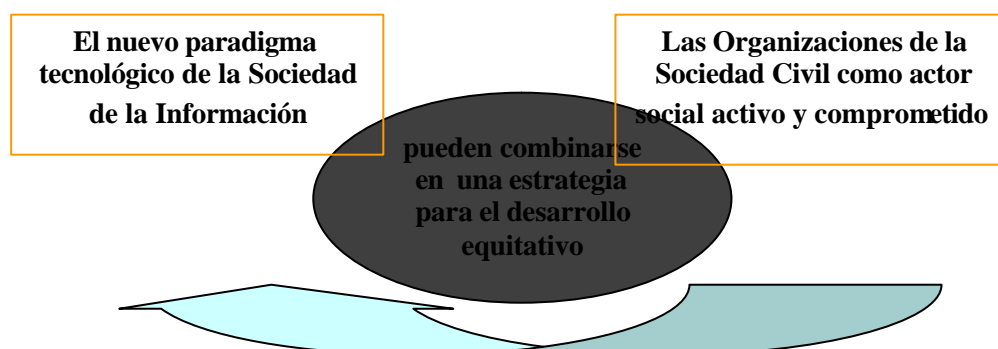 El nuevo paradigma
tecnológico de la Sociedad
de la Información
Las Organizaciones de la
Sociedad Civil como actor
social activo y comprometido
pueden combinarse
en una estrategia
para el desarrollo
equitativo